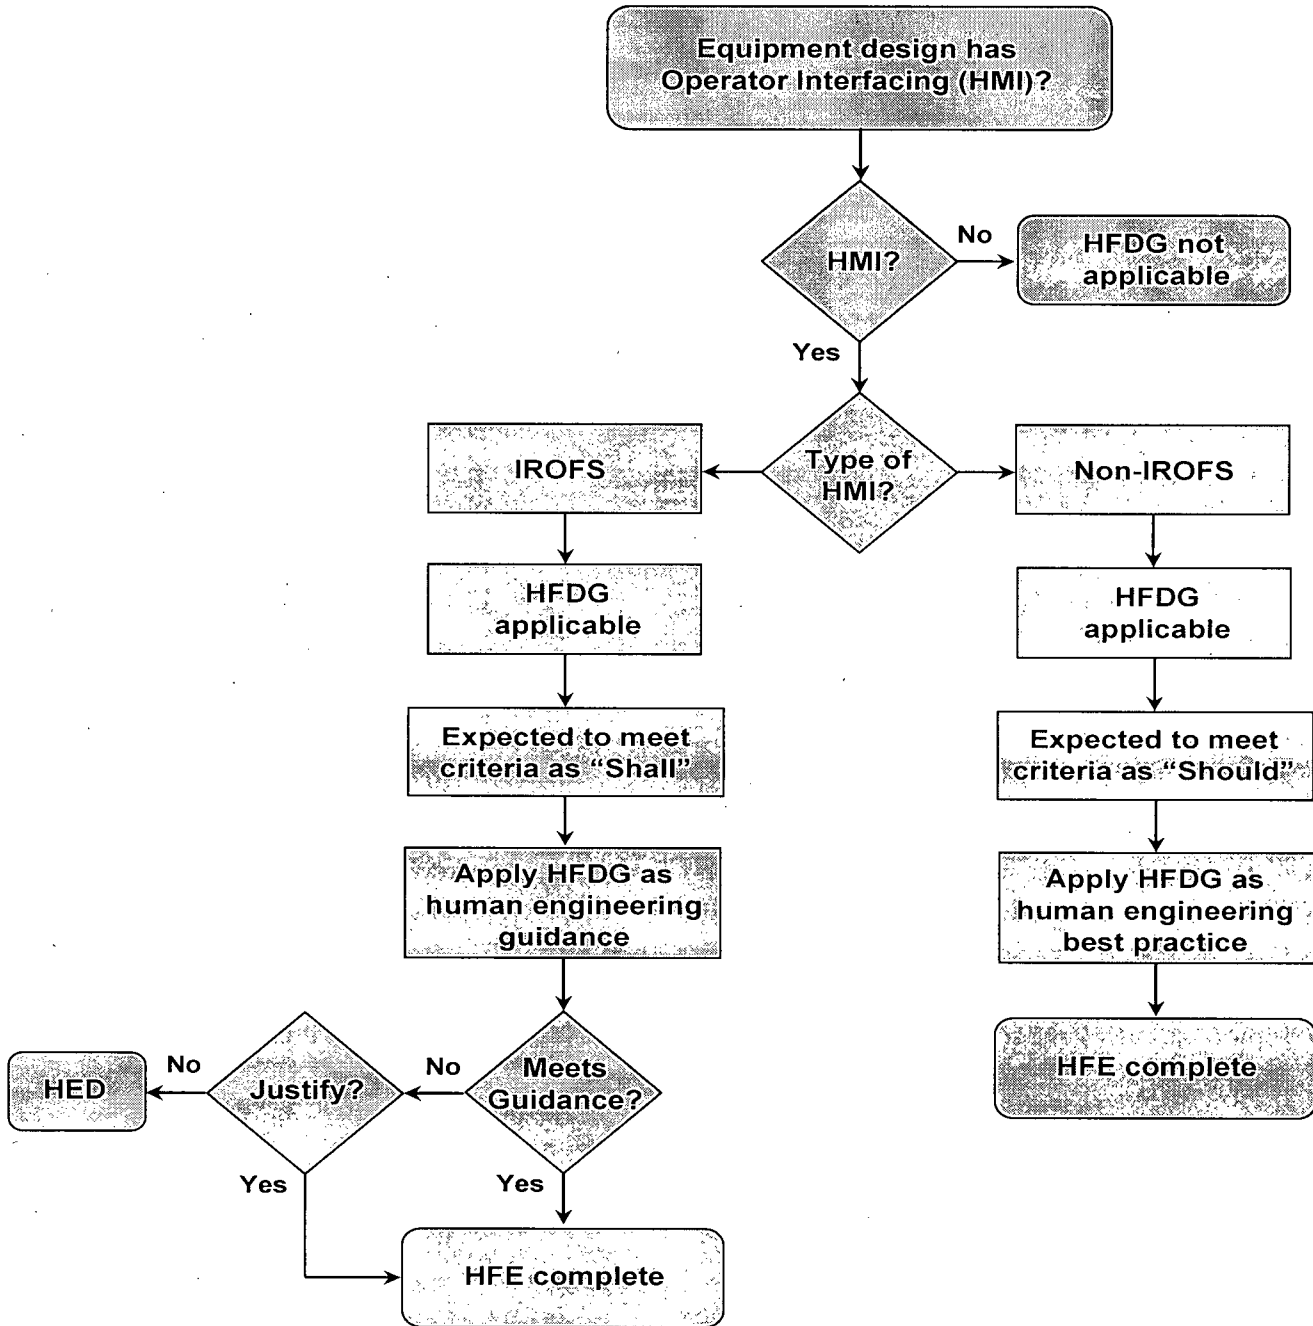 Equipment design has
Operator Interfacing (HMI)?
HMI?
No
HFDG not
applicable
Yes
Type of
HMI?
IROFS
Non-IROFS
HFDG
applicable
HFDG
applicable
Expected to meet
criteria as “Shall”
Expected to meet
criteria as “Should”
Apply HFDG as
human engineering
guidance
Apply HFDG as
human engineering
best practice
Meets
Guidance?
No
Justify?
No
HED
Yes
Yes
HFE complete
HFE complete